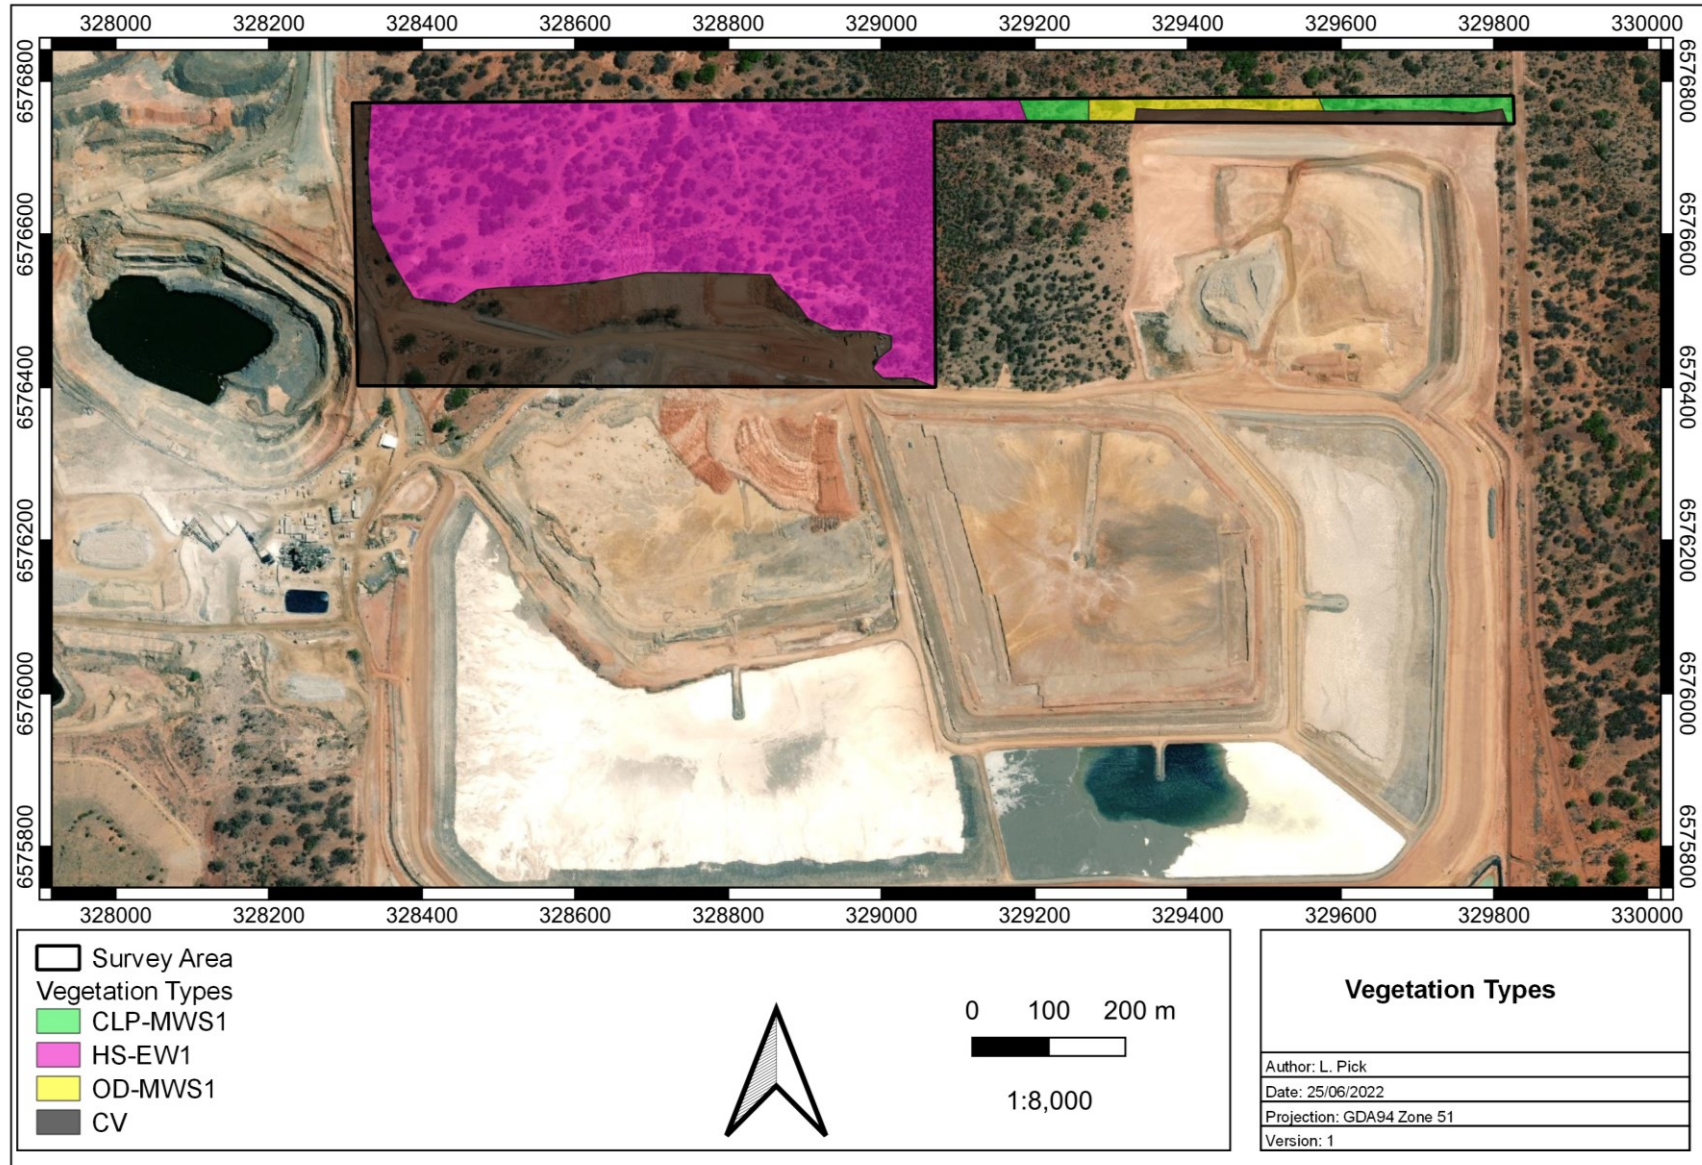 328000 328200 328400 328600 328800 329000 329200 329400 329600 329800 330000
6576800 6576800
6576600 6576600
6576400 6576400
6576200 6576200
6576000 6576000
6575800 6575800
328000 328200 328400 328600 328800 329000 329200 329400 329600 329800 330000
Survey Area
Vegetation Types
CLP-MWS1
HS-EW1
OD-MWS1
CV
0 100 200 m
1:8,000
Vegetation Types
Author: L. Pick
Date: 25/06/2022
Projection: GDA94 Zone 51
Version: 1